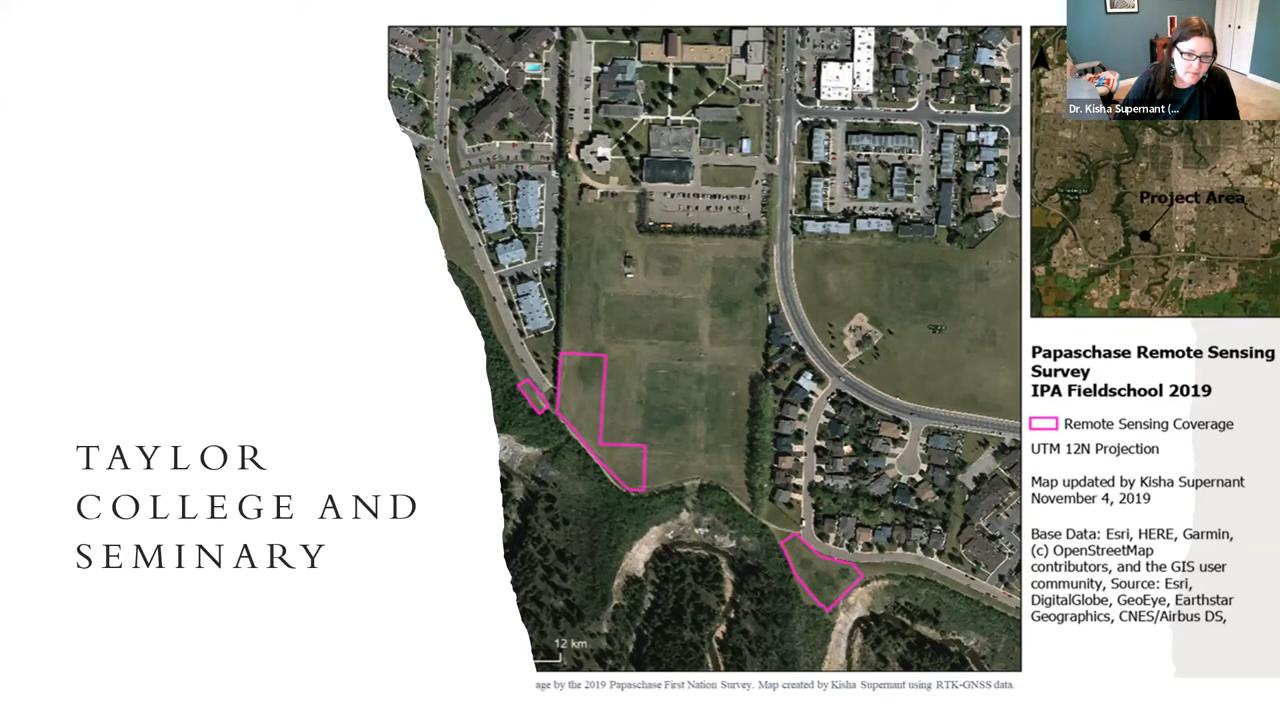 TAYLOR
COLLEGE AND
SEMINARY
12 km
age by the 2019 Papaschase First Nation Survey. Map created by Kisha Supernant using RTK-GNSS data.
Dr. Kisha Supernant (...
Project Area
Papaschase Remote Sensing
Survey
IPA Fieldschool 2019
Remote Sensing Coverage
UTM 12N Projection
Map updated by Kisha Supernant
November 4, 2019
Base Data: Esri, HERE, Garmin,
(c) OpenStreetMap
contributors, and the GIS user
community, Source: Esri,
DigitalGlobe, GeoEye, Earthstar
Geographics, CNES/Airbus DS,